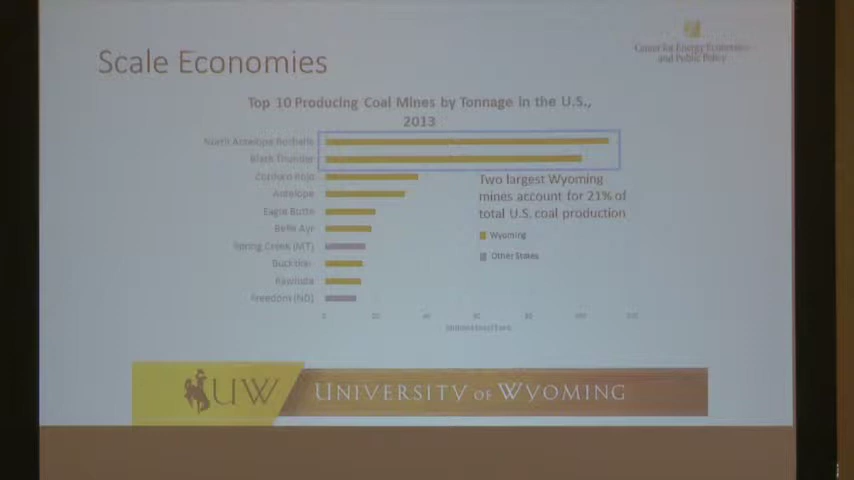 Scale Economies
Center for Energy Economics
and Public Policy
Top 10 Producing Coal Mines by Tonnage in the U.S.,
2013
North Antelope Rochelle
Black Thunder
Cordero Rojo
Antelope
Eagle Butte
Belle Ayr
Spring Creek (MT)
Buckskin
Rawhide
Freedom (ND)
Two largest Wyoming
mines account for 21% of
total U.S. coal production
Wyoming
Other States
0 20 40 60 80 100 120
UW UNIVERSITY OF WYOMING